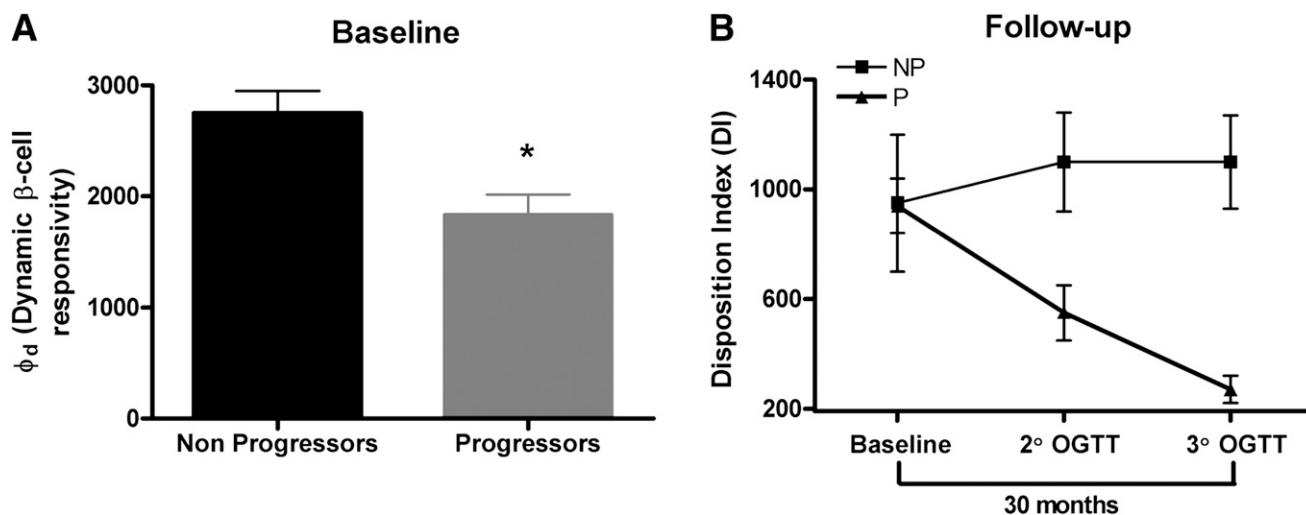 A
Baseline
ϕd (Dynamic β-cell
responsivity)
3000
2000
1000
0
*
Non Progressors
Progressors
B
Follow-up
NP
P
Disposition Index (DI)
1400
1000
600
200
Baseline
2° OGTT
3° OGTT
30 months